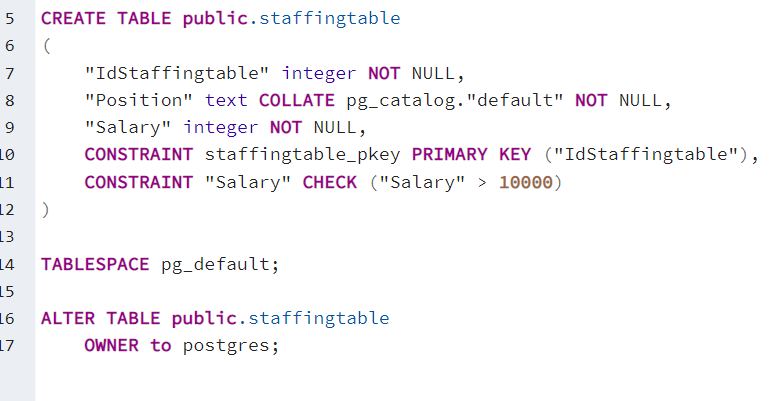 5 CREATE TABLE public.staffingtable
6 (
7     "IdStaffingtable" integer NOT NULL,
8     "Position" text COLLATE pg_catalog."default" NOT NULL,
9     "Salary" integer NOT NULL,
10     CONSTRAINT staffingtable_pkey PRIMARY KEY ("IdStaffingtable"),
11     CONSTRAINT "Salary" CHECK ("Salary" > 10000)
12 )
13
14 TABLESPACE pg_default;
15
16 ALTER TABLE public.staffingtable
17     OWNER to postgres;